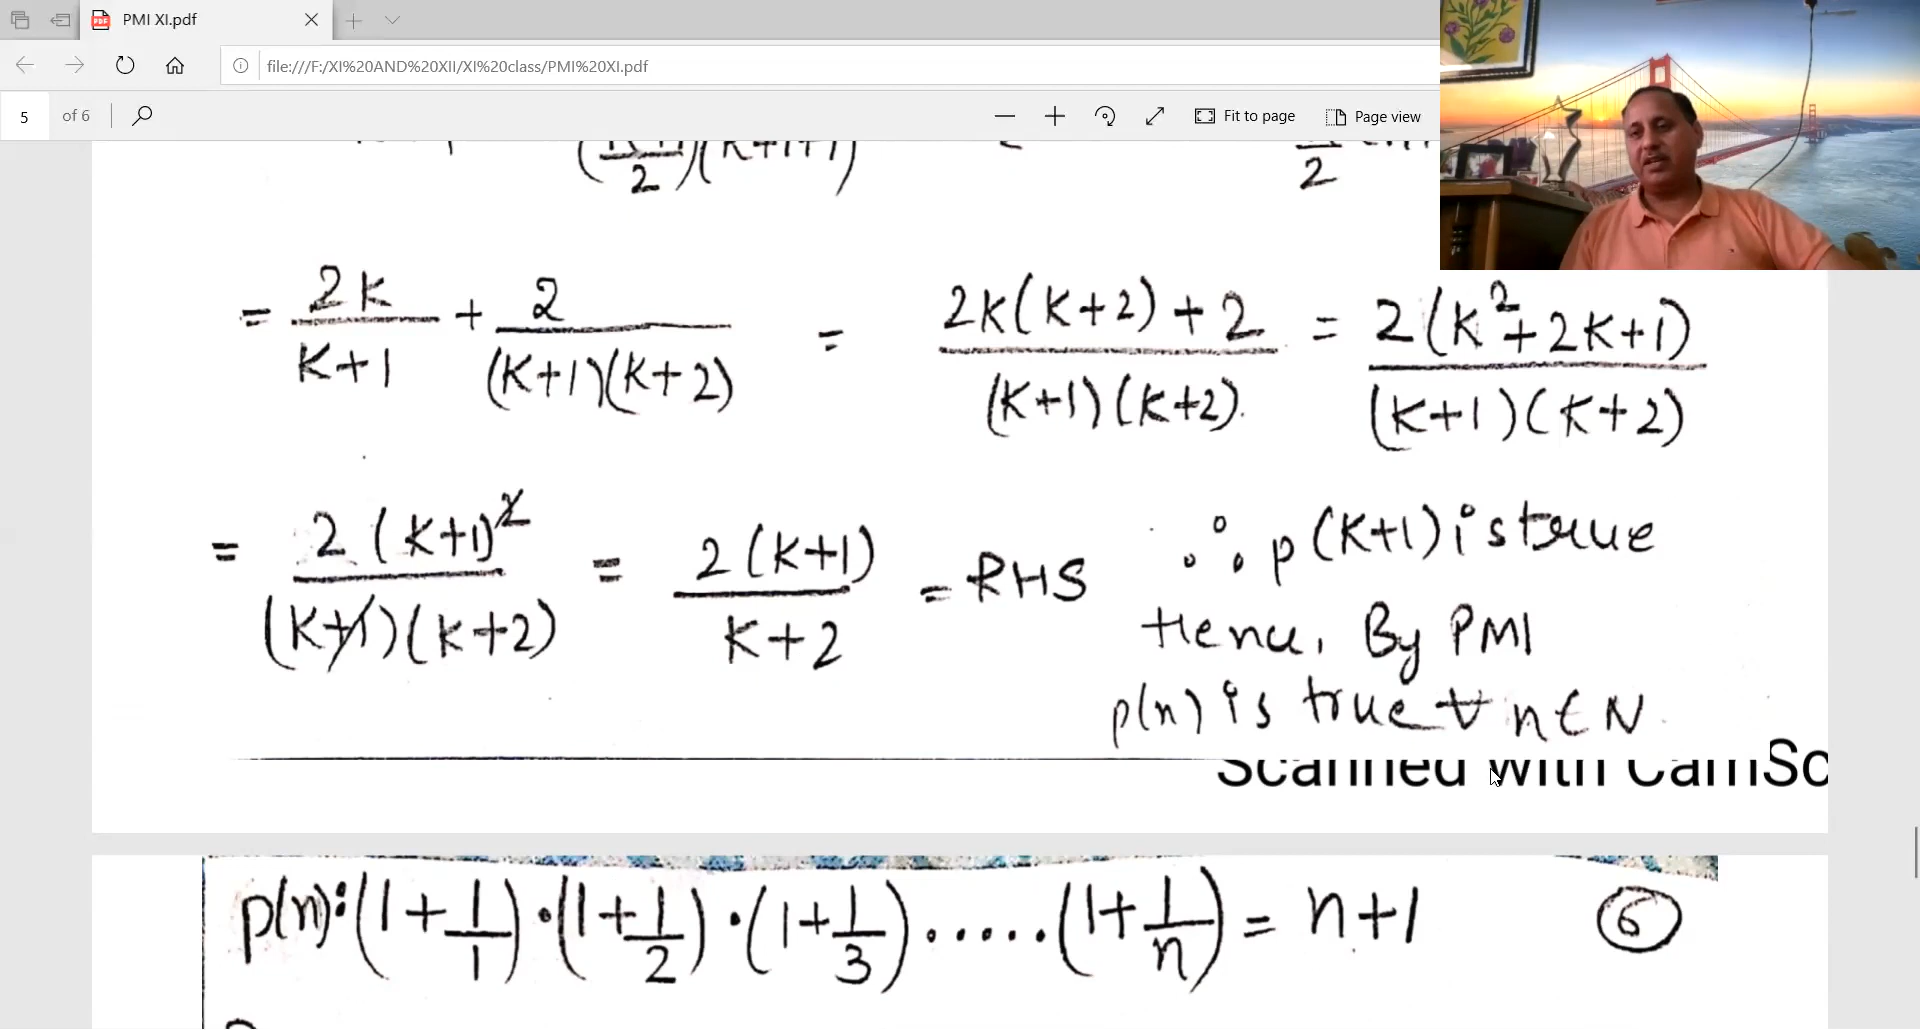 PMI XI.pdf
file:///F:/XI%20AND%20XII/XI%20class/PMI%20XI.pdf
5 of 6 Fit to page Page view
= 2K/(K+1) + 2/((K+1)(K+2)) = (2K(K+2)+2)/((K+1)(K+2)) = 2(K²+2K+1)/((K+1)(K+2))
= 2(K+1)²/((K+1)(K+2)) = 2(K+1)/(K+2) = RHS ∴ p(K+1) is true
Hence, By PMI
p(n) is true ∀ n∈N
Scanned with CamSc
p(n): (1+1/1)·(1+1/2)·(1+1/3).....(1+1/n) = n+1 6